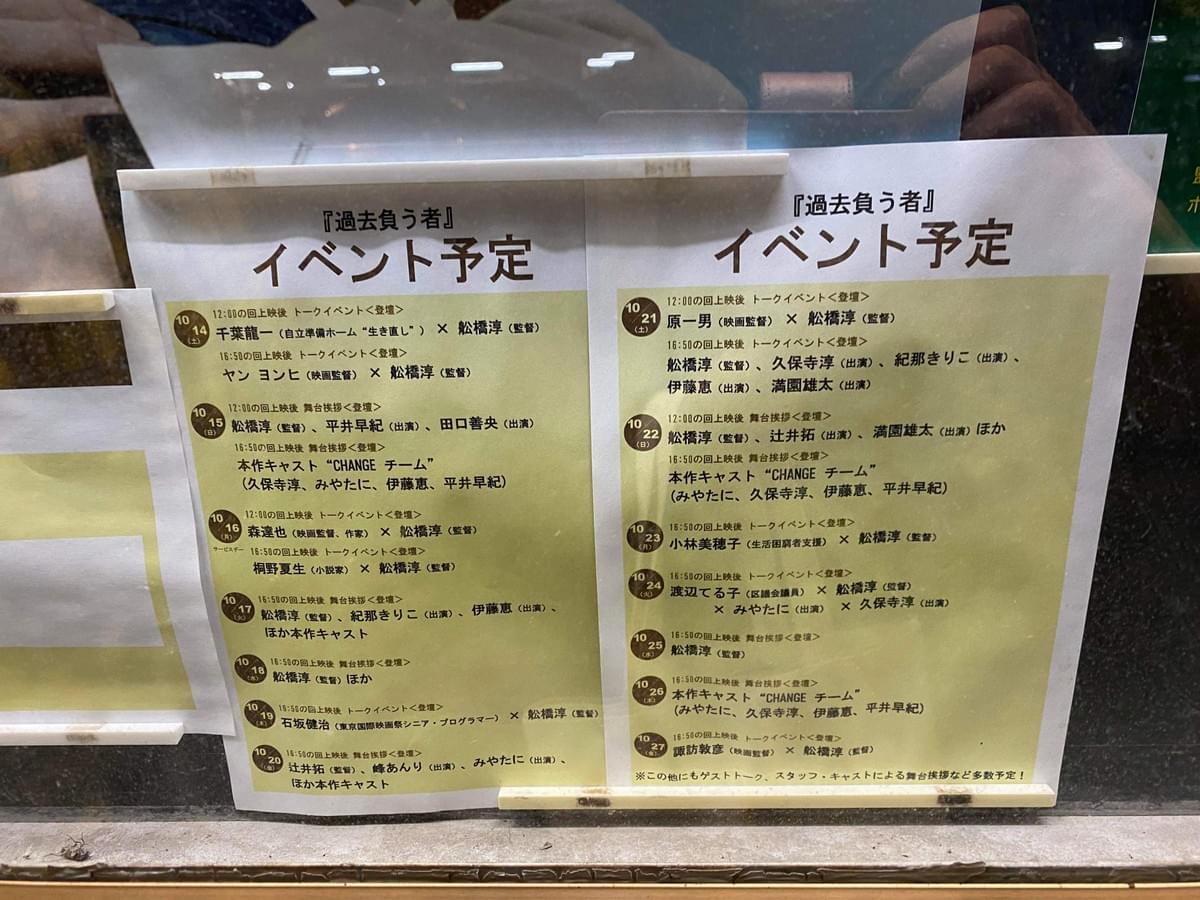 『過去負う者』
イベント予定
10/14(土)
12:00の回上映後 トークイベント<登壇>
千葉龍一(自立準備ホーム“生き直し”) × 舩橋淳(監督)
16:50の回上映後 トークイベント<登壇>
ヤン ヨンヒ(映画監督) × 舩橋淳(監督)
10/15(日)
12:00の回上映後 舞台挨拶<登壇>
舩橋淳(監督)、平井早紀(出演)、田口善央(出演)
16:50の回上映後 舞台挨拶<登壇>
本作キャスト“CHANGE チーム”
(久保寺淳、みやたに、伊藤恵、平井早紀)
10/16(月)
サービスデー
12:00の回上映後 トークイベント<登壇>
森達也(映画監督、作家) × 舩橋淳(監督)
16:50の回上映後 トークイベント<登壇>
桐野夏生(小説家) × 舩橋淳(監督)
10/17(火)
16:50の回上映後 舞台挨拶<登壇>
舩橋淳(監督)、紀那きりこ(出演)、伊藤恵(出演)、
ほか本作キャスト
10/18(水)
16:50の回上映後 舞台挨拶<登壇>
舩橋淳(監督)ほか
10/19(木)
16:50の回上映後 トークイベント<登壇>
石坂健治(東京国際映画祭シニア・プログラマー) × 舩橋淳(監督)
10/20(金)
16:50の回上映後 舞台挨拶<登壇>
辻井拓(監督)、峰あんり(出演)、みやたに(出演)、
ほか本作キャスト
『過去負う者』
イベント予定
10/21(土)
12:00の回上映後 トークイベント<登壇>
原一男(映画監督) × 舩橋淳(監督)
16:50の回上映後 トークイベント<登壇>
舩橋淳(監督)、久保寺淳(出演)、紀那きりこ(出演)、
伊藤恵(出演)、満園雄太(出演)
10/22(日)
12:00の回上映後 舞台挨拶<登壇>
舩橋淳(監督)、辻井拓(出演)、満園雄太(出演)ほか
16:50の回上映後 舞台挨拶<登壇>
本作キャスト“CHANGE チーム”
(みやたに、久保寺淳、伊藤恵、平井早紀)
10/23(月)
16:50の回上映後 トークイベント<登壇>
小林美穂子(生活困窮者支援) × 舩橋淳(監督)
10/24(火)
16:50の回上映後 トークイベント<登壇>
渡辺てる子(区議会議員) × 舩橋淳(監督)
× みやたに(出演) × 久保寺淳(出演)
10/25(水)
16:50の回上映後 舞台挨拶<登壇>
舩橋淳(監督)
10/26(木)
16:50の回上映後 舞台挨拶<登壇>
本作キャスト“CHANGE チーム”
(みやたに、久保寺淳、伊藤恵、平井早紀)
10/27(金)
16:50の回上映後 トークイベント<登壇>
諏訪敦彦(映画監督) × 舩橋淳(監督)
※この他にもゲストトーク、スタッフ・キャストによる舞台挨拶など多数予定!